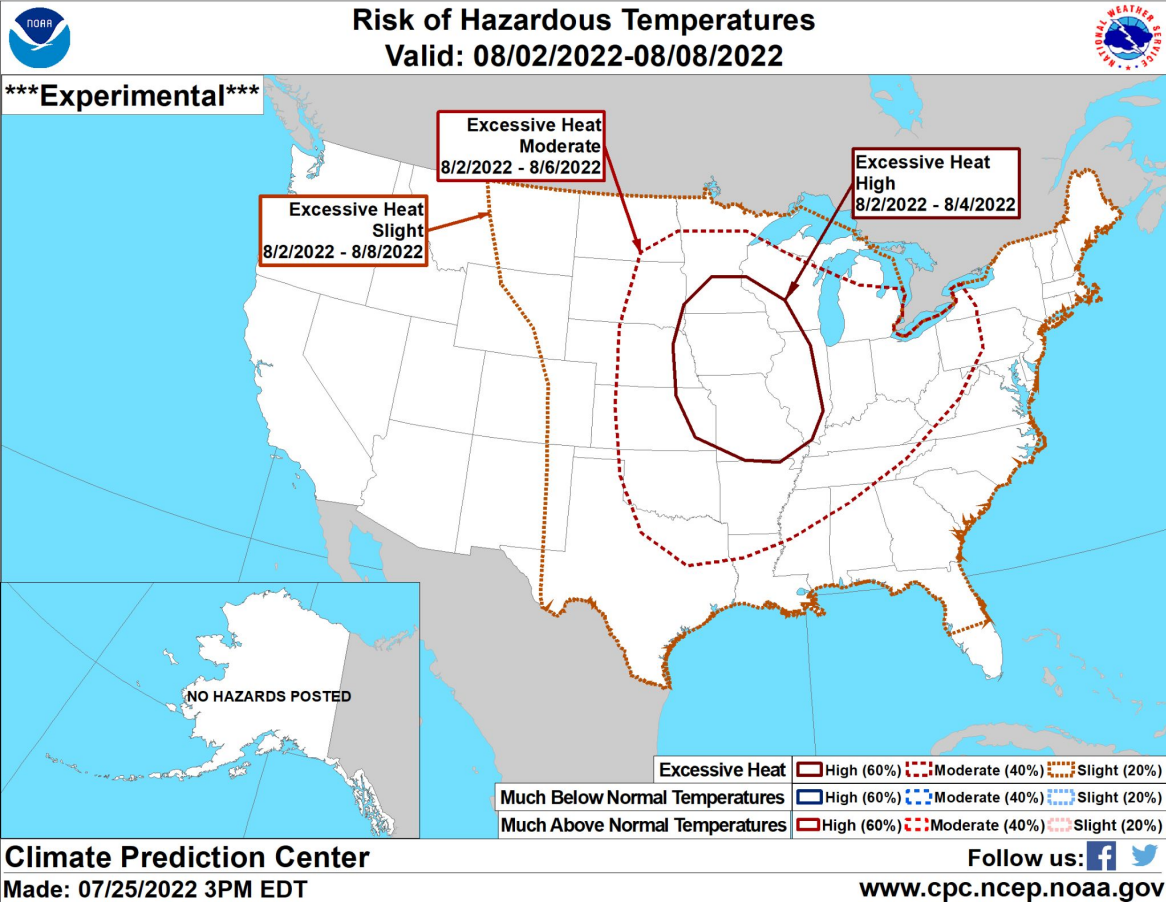 NOAA
Risk of Hazardous Temperatures
Valid: 08/02/2022-08/08/2022
NATIONAL WEATHER SERVICE
***Experimental***
Excessive Heat
Moderate
8/2/2022 - 8/6/2022
Excessive Heat
High
8/2/2022 - 8/4/2022
Excessive Heat
Slight
8/2/2022 - 8/8/2022
NO HAZARDS POSTED
Excessive Heat High (60%) Moderate (40%) Slight (20%)
Much Below Normal Temperatures High (60%) Moderate (40%) Slight (20%)
Much Above Normal Temperatures High (60%) Moderate (40%) Slight (20%)
Climate Prediction Center
Follow us: f
Made: 07/25/2022 3PM EDT
www.cpc.ncep.noaa.gov